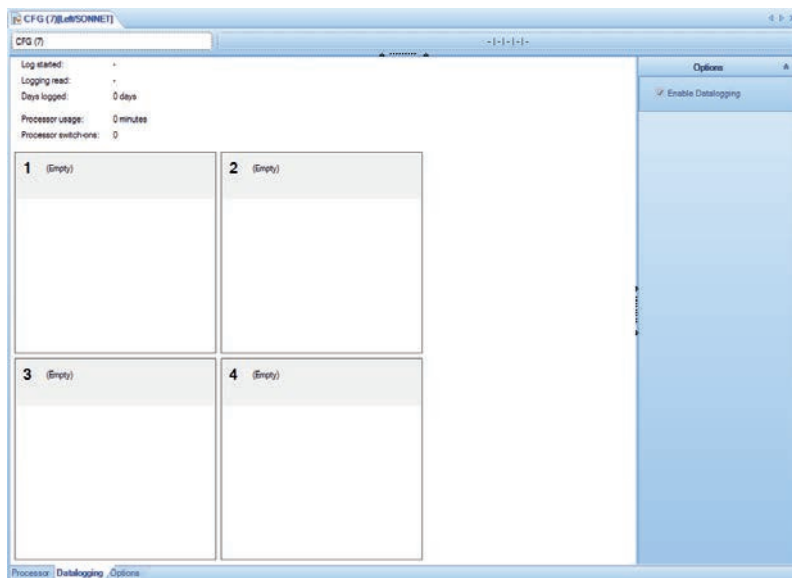 CFG (7)[Left/SONNET]
CFG (7)
-|-|-|-|-
Log started: -
Logging read: -
Days logged: 0 days
Processor usage: 0 minutes
Processor switch-ons: 0
Options
Enable Datalogging
1 (Empty)
2 (Empty)
3 (Empty)
4 (Empty)
Processor Datalogging Options